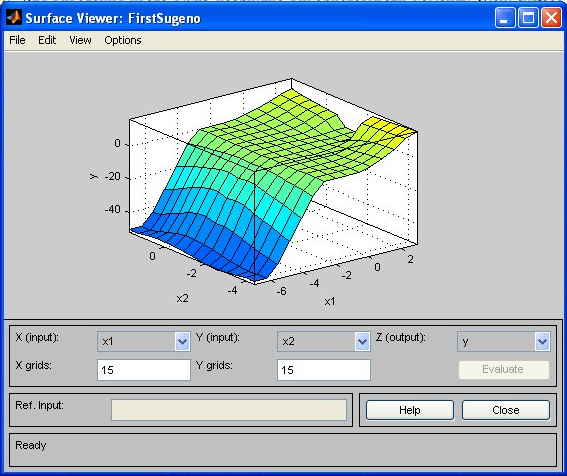 Surface Viewer: FirstSugeno
File Edit View Options
0
-20
-40
y
0
-2
-4
x2
-6
-4
-2
0
2
x1
X (input): x1 Y (input): x2 Z (output): y
X grids: 15 Y grids: 15 Evaluate
Ref. Input: Help Close
Ready